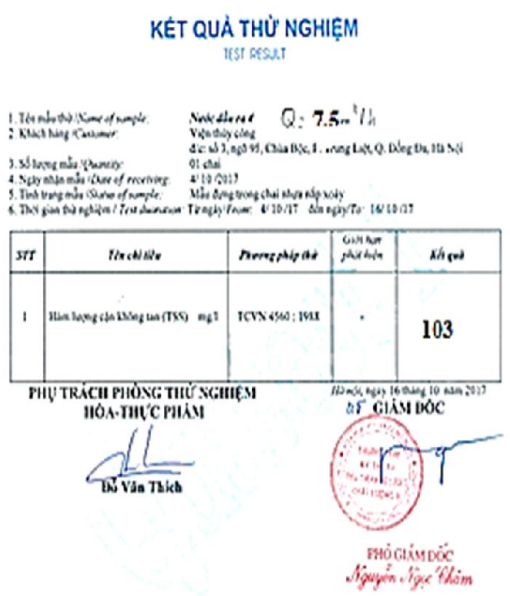 KẾT QUẢ THỬ NGHIỆM
TEST RESULT
1. Tên mẫu thử /Name of sample: Nước đầu ra 4 Q: 7.5 m³/h
2. Khách hàng /Customer: Viện thủy công
đ/c: số 3, ngõ 95, Chùa Bộc, Liệt, Q. Đống Đa, Hà Nội
3. Số lượng mẫu /Quantity: 01 chai
4. Ngày nhận mẫu /Date of receiving: 4/10/2017
5. Tình trạng mẫu /Status of sample: Mẫu đựng trong chai nhựa nắp xoáy
6. Thời gian thử nghiệm / Test duration: Từ ngày/From: 4/10/17 đến ngày/To: 16/10/17
STT Tên chỉ tiêu Phương pháp thử Giới hạn phát hiện Kết quả
1 Hàm lượng cặn không tan (TSS) mg/l TCVN 4560 : 1988 - 103
Hà nội, ngày 16 tháng 10 năm 2017
PHỤ TRÁCH PHÒNG THỬ NGHIỆM
HÓA-THỰC PHẨM
GIÁM ĐỐC
Đỗ Văn Thích
PHÓ GIÁM ĐỐC
Nguyễn Ngọc Châm